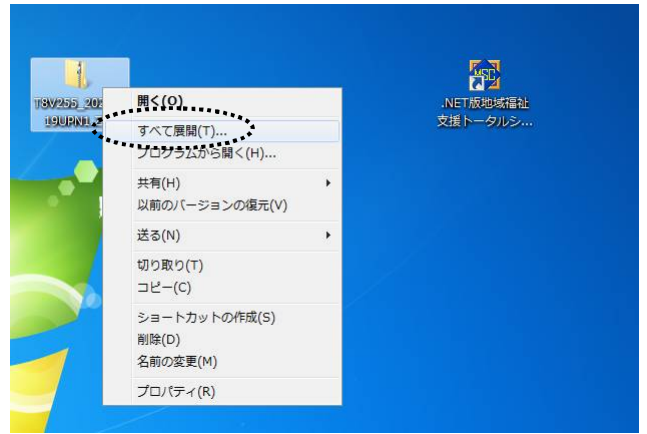 T8V255_20
19UPN1
開く(O)
すべて展開(T)...
プログラムから開く(H)...
共有(H)
以前のバージョンの復元(V)
送る(N)
切り取り(T)
コピー(C)
ショートカットの作成(S)
削除(D)
名前の変更(M)
プロパティ(R)
MSC
.NET版地域福祉
支援トータルシ...